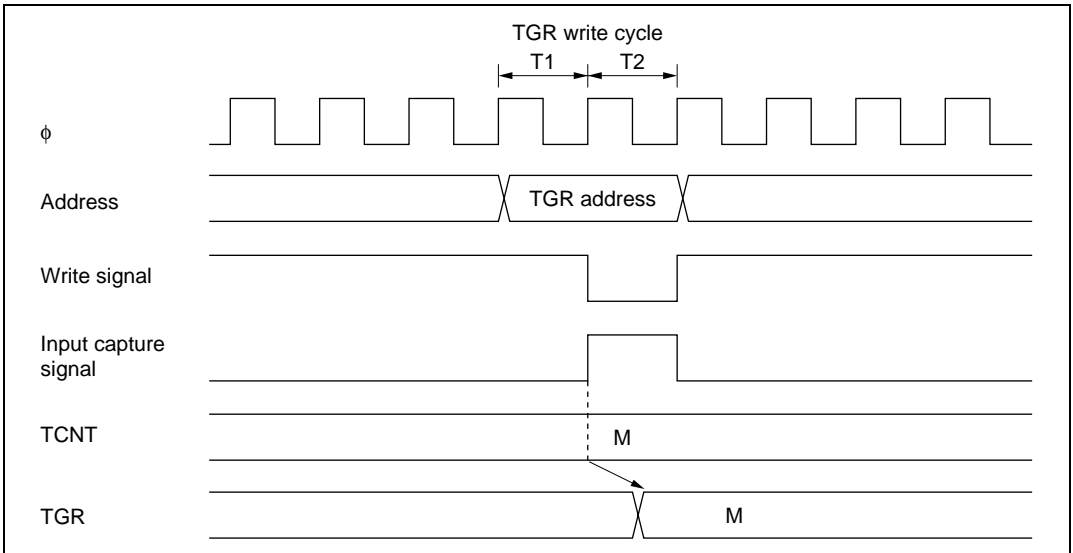 TGR write cycle
T1 T2
ϕ
Address
TGR address
Write signal
Input capture
signal
TCNT
M
TGR
M